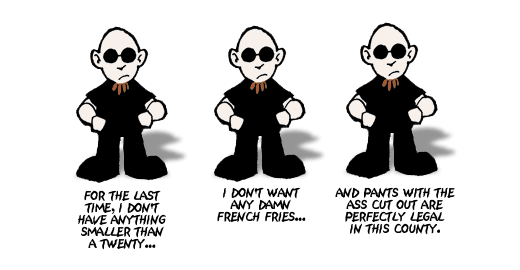 FOR THE LAST
TIME, I DON'T
HAVE ANYTHING
SMALLER THAN
A TWENTY...
I DON'T WANT
ANY DAMN
FRENCH FRIES...
AND PANTS WITH THE
ASS CUT OUT ARE
PERFECTLY LEGAL
IN THIS COUNTY.